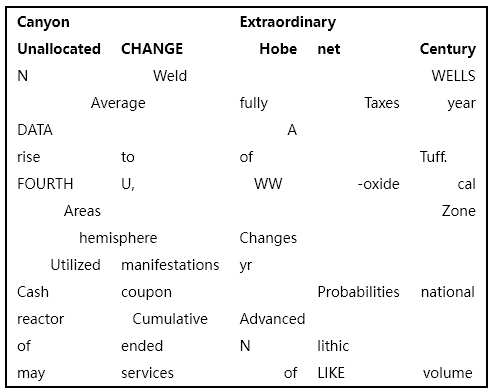 Canyon Extraordinary
Unallocated CHANGE Hobe net Century
N Weld WELLS
Average fully Taxes year
DATA A
rise to of Tuff.
FOURTH U, WW -oxide cal
Areas Zone
hemisphere Changes
Utilized manifestations yr
Cash coupon Probabilities national
reactor Cumulative Advanced
of ended N lithic
may services of LIKE volume